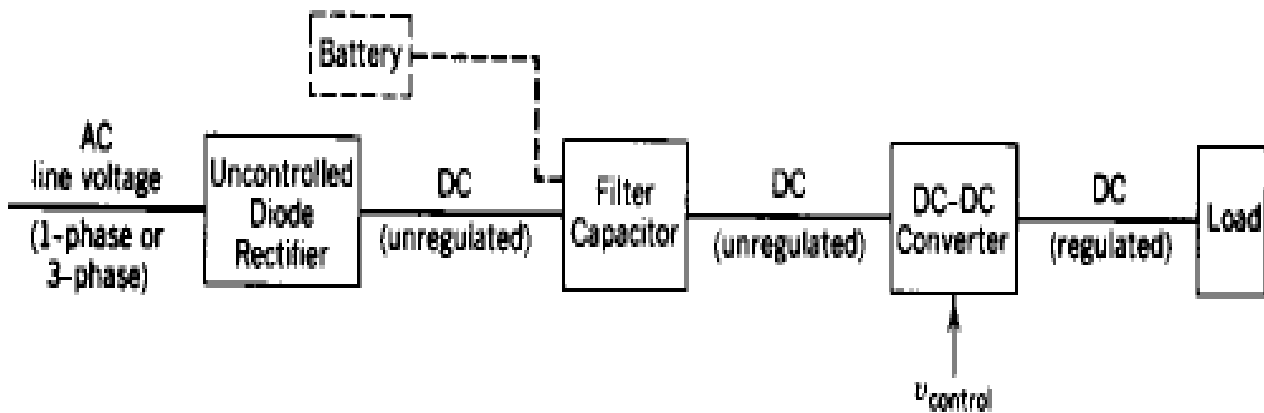 Battery
AC
line voltage
(1-phase or
3-phase)
Uncontrolled
Diode
Rectifier
DC
(unregulated)
Filter
Capacitor
DC
(unregulated)
DC-DC
Converter
DC
(regulated)
Load
vcontrol